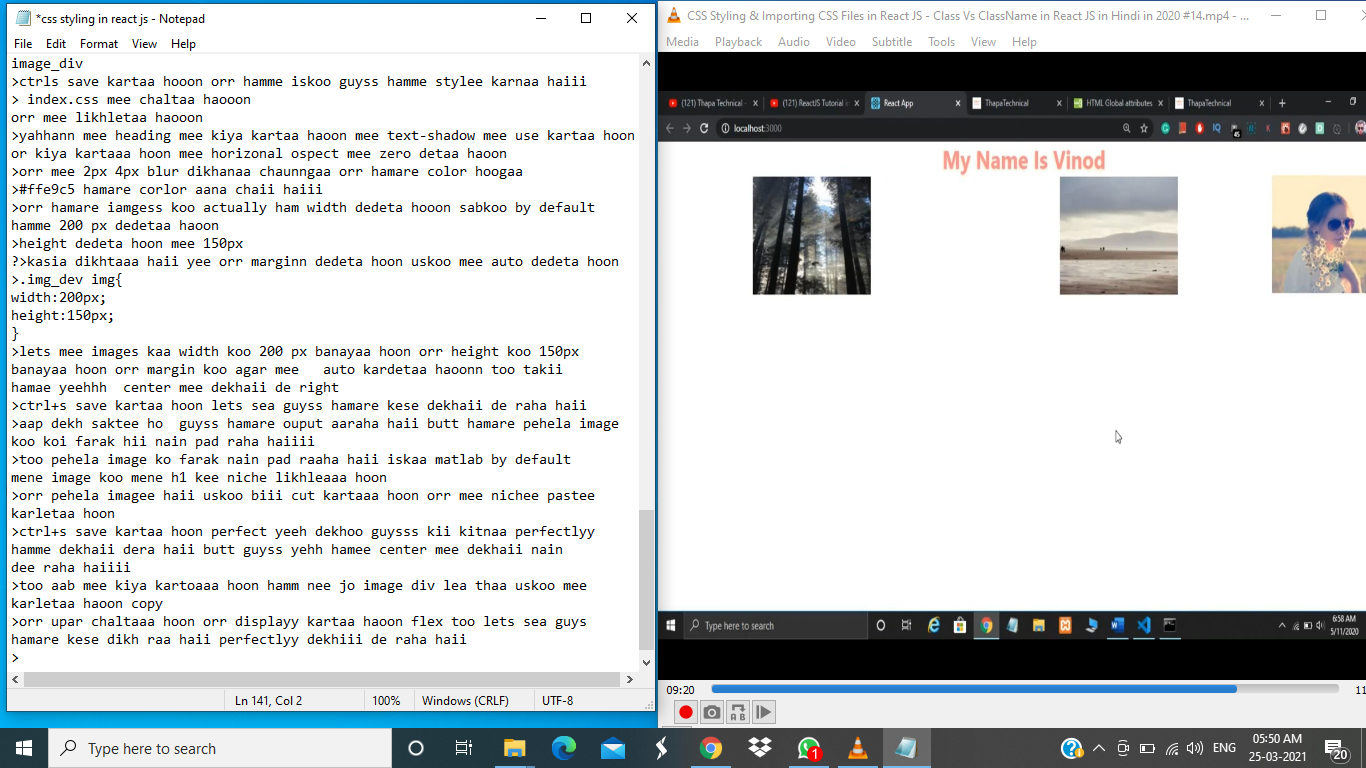 *css styling in react js - Notepad
File Edit Format View Help
image_div
>ctrls save kartaa hooon orr hamme iskoo guyss hamme stylee karnaa haiii
> index.css mee chaltaa haooon
orr mee likhletaa haooon
>yahhann mee heading mee kiya kartaa haoon mee text-shadow mee use kartaa hoon
or kiya kartaaa hoon mee horizonal ospect mee zero detaa haoon
>orr mee 2px 4px blur dikhanaa chaunngaa orr hamare color hoogaa
>#ffe9c5 hamare corlor aana chaii haiii
>orr hamare iamgess koo actually ham width dedeta hooon sabkoo by default
hamme 200 px dedetaa haoon
>height dedeta hoon mee 150px
?>kasia dikhtaaa haii yee orr marginn dedeta hoon uskoo mee auto dedeta hoon
>.img_dev img{
width:200px;
height:150px;
}
>lets mee images kaa width koo 200 px banayaa hoon orr height koo 150px
banayaa hoon orr margin koo agar mee   auto kardetaa haoonn too takii
hamae yeehhh  center mee dekhaii de right
>ctrl+s save kartaa hoon lets sea guyss hamare kese dekhaii de raha haii
>aap dekh saktee ho  guyss hamare ouput aaraha haii butt hamare pehela image
koo koi farak hii nain pad raha haiiii
>too pehela image ko farak nain pad raaha haii iskaa matlab by default
mene image koo mene h1 kee niche likhleaaa hoon
>orr pehela imagee haii uskoo biii cut kartaaa hoon orr mee nichee pastee
karletaa hoon
>ctrl+s save kartaa hoon perfect yeeh dekhoo guysss kii kitnaa perfectlyy
hamme dekhaii dera haii butt guyss yehh hamee center mee dekhaii nain
dee raha haiiii
>too aab mee kiya kartoaaa hoon hamm nee jo image div lea thaa uskoo mee
karletaa haoon copy
>orr upar chaltaaa hoon orr displayy kartaa haoon flex too lets sea guys
hamare kese dikh raa haii perfectlyy dekhiii de raha haii
>
Ln 141, Col 2 100% Windows (CRLF) UTF-8
CSS Styling & Importing CSS Files in React JS - Class Vs ClassName in React JS in Hindi in 2020 #14.mp4 - ...
Media Playback Audio Video Subtitle Tools View Help
(121) Thapa Technical - (121) ReactJS Tutorial in React App ThapaTechnical HTML Global attributes ThapaTechnical
localhost:3000
My Name Is Vinod
Type here to search
6:58 AM
5/11/2020
09:20 11
A B
Type here to search
1
ENG
05:50 AM
25-03-2021
20